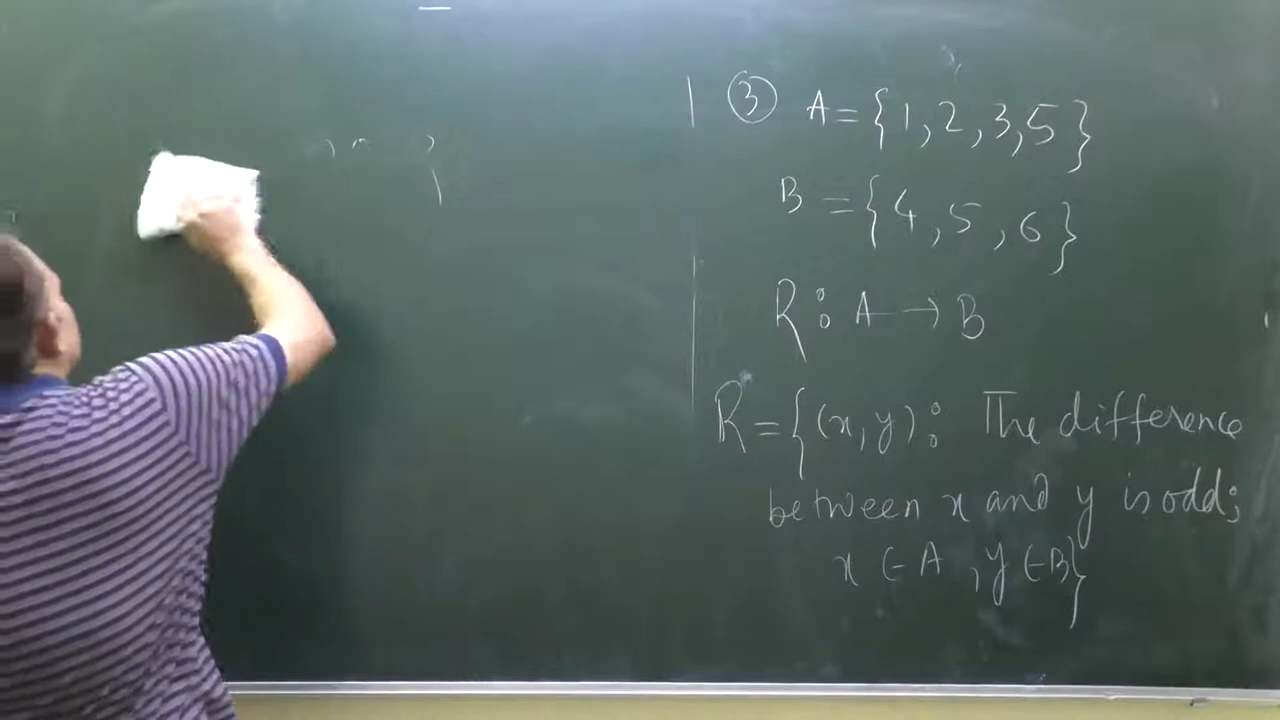 ③ A = {1, 2, 3, 5}
B = {4, 5, 6}
R : A → B
R = {(x, y) : The difference
between x and y is odd;
x ∈ A , y ∈ B}